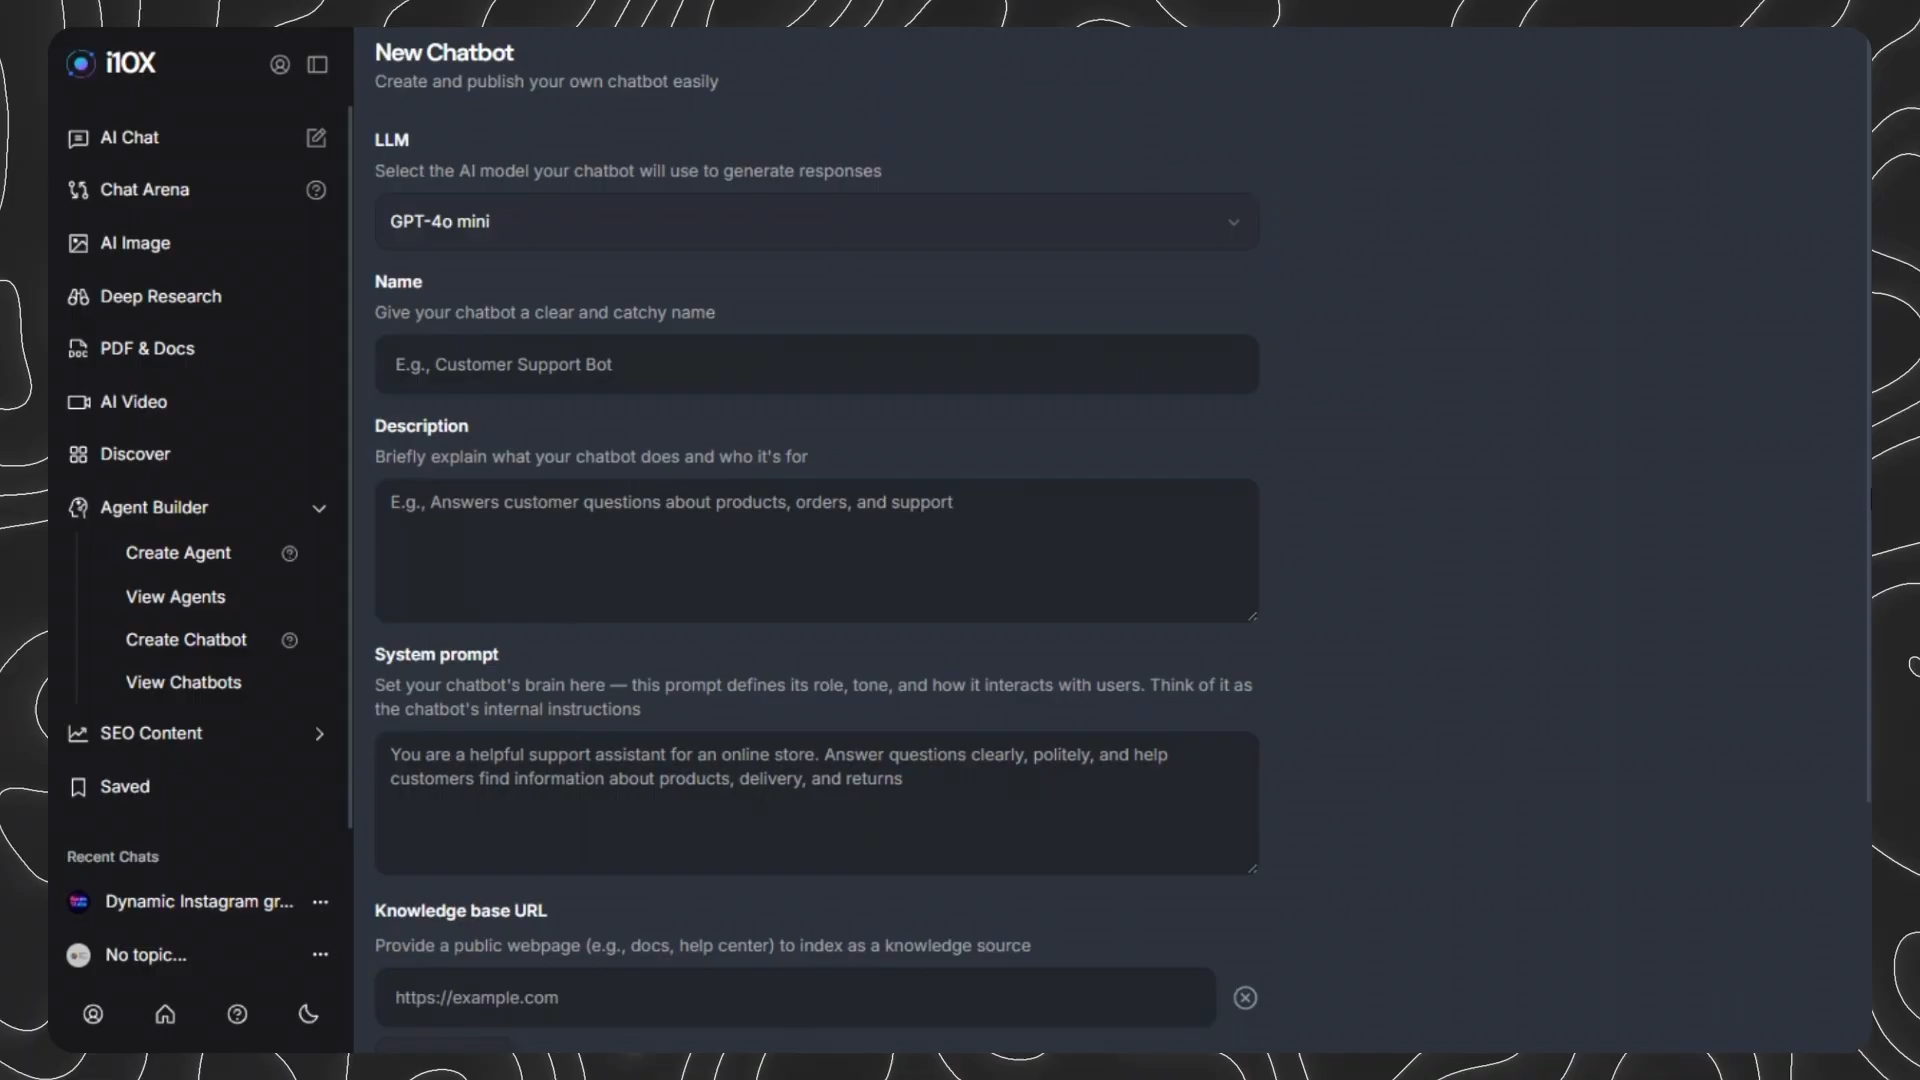 i10X
AI Chat
Chat Arena
AI Image
Deep Research
DOC
PDF & Docs
AI Video
Discover
Agent Builder
Create Agent
View Agents
Create Chatbot
View Chatbots
SEO Content
Saved
Recent Chats
Dynamic Instagram gr...
No topic...
New Chatbot
Create and publish your own chatbot easily
LLM
Select the AI model your chatbot will use to generate responses
GPT-4o mini
Name
Give your chatbot a clear and catchy name
E.g., Customer Support Bot
Description
Briefly explain what your chatbot does and who it's for
E.g., Answers customer questions about products, orders, and support
System prompt
Set your chatbot's brain here — this prompt defines its role, tone, and how it interacts with users. Think of it as
the chatbot's internal instructions
You are a helpful support assistant for an online store. Answer questions clearly, politely, and help
customers find information about products, delivery, and returns
Knowledge base URL
Provide a public webpage (e.g., docs, help center) to index as a knowledge source
https://example.com